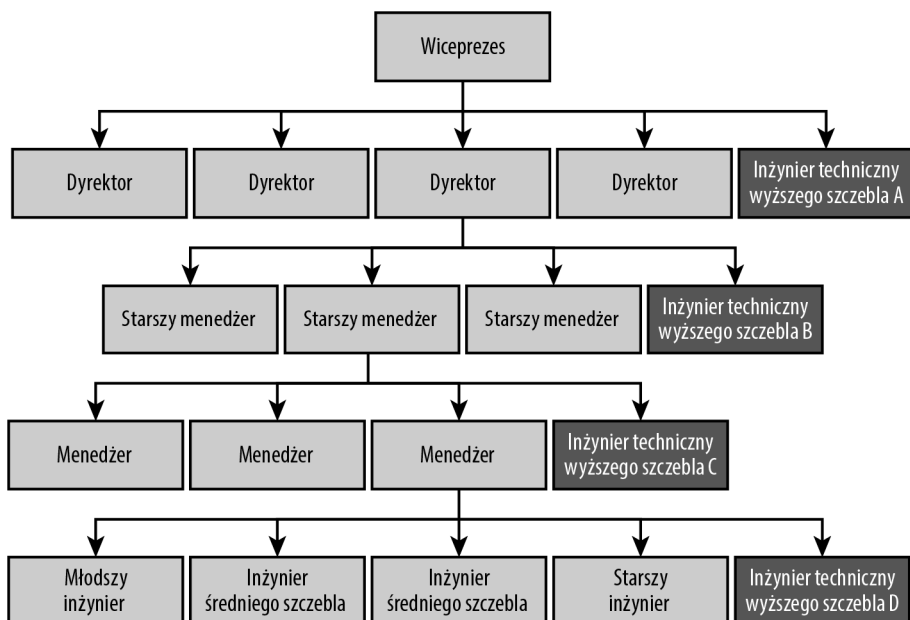 Wiceprezes
Dyrektor
Dyrektor
Dyrektor
Dyrektor
Inżynier techniczny
wyższego szczebla A
Starszy menedżer
Starszy menedżer
Starszy menedżer
Inżynier techniczny
wyższego szczebla B
Menedżer
Menedżer
Menedżer
Inżynier techniczny
wyższego szczebla C
Młodszy
inżynier
Inżynier
średniego szczebla
Inżynier
średniego szczebla
Starszy
inżynier
Inżynier techniczny
wyższego szczebla D